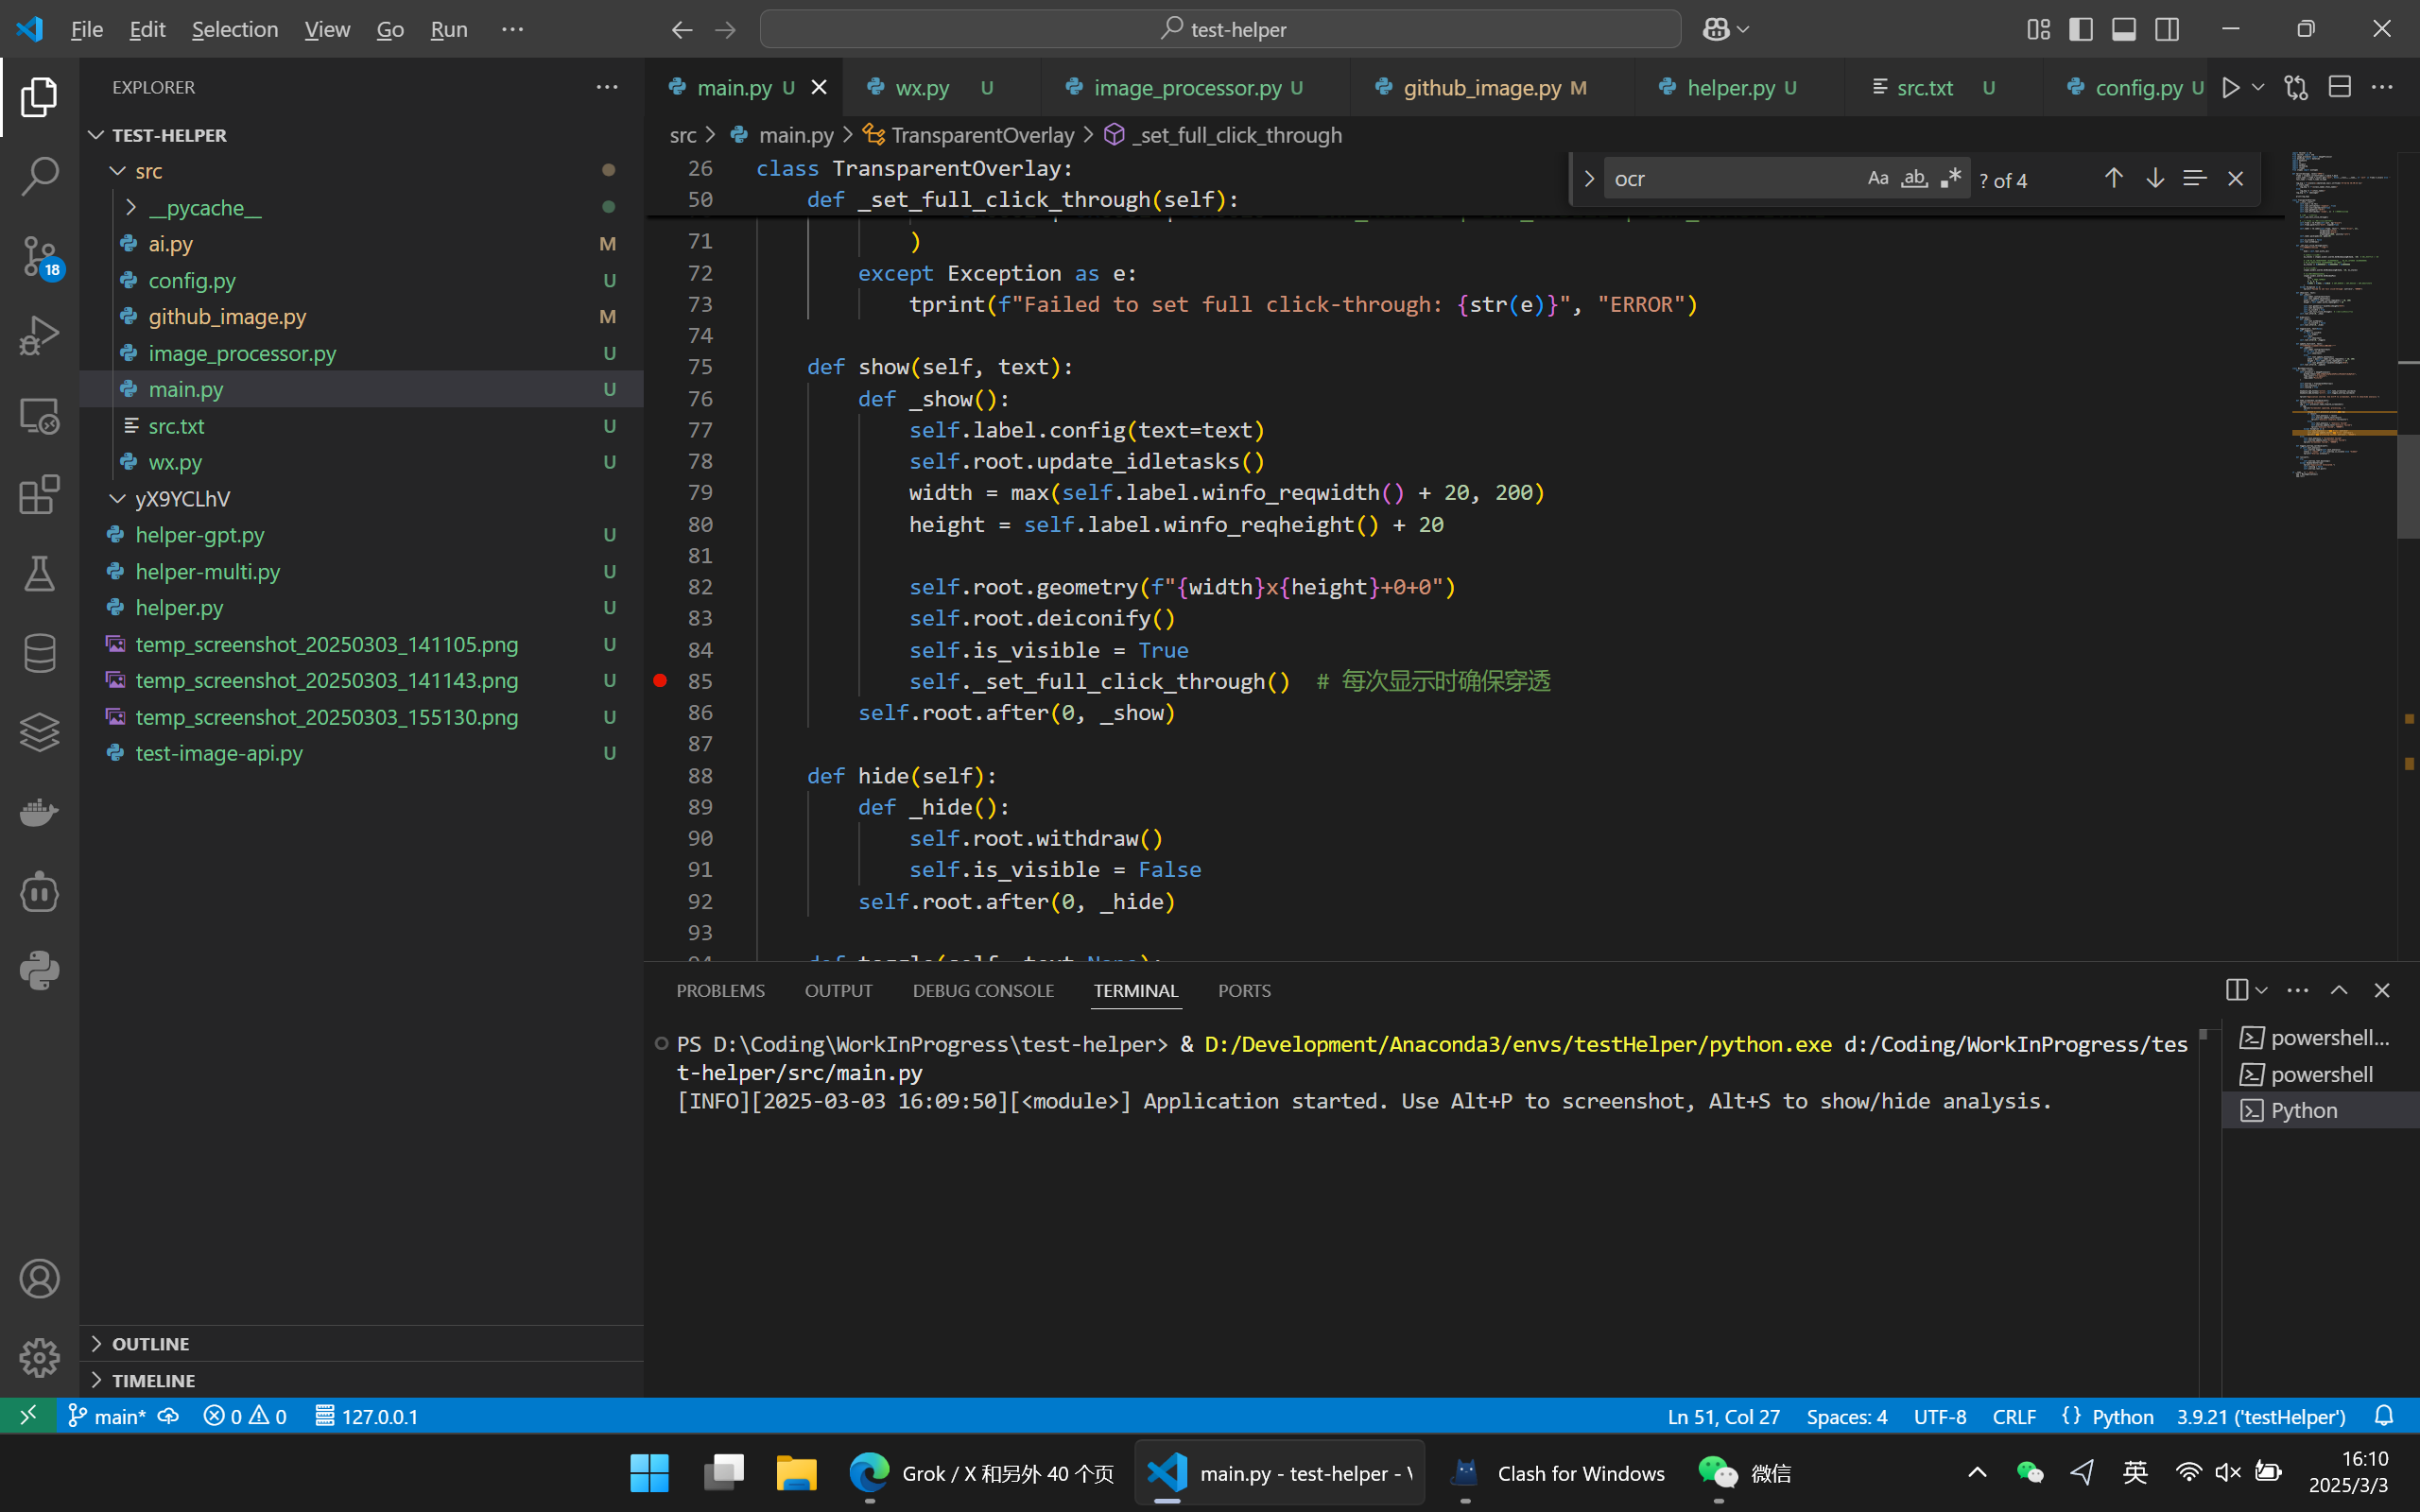 File Edit Selection View Go Run ···
test-helper
EXPLORER
TEST-HELPER
src
__pycache__
ai.py M
config.py U
github_image.py M
image_processor.py U
main.py U
src.txt U
wx.py U
yX9YCLhV
helper-gpt.py U
helper-multi.py U
helper.py U
temp_screenshot_20250303_141105.png U
temp_screenshot_20250303_141143.png U
temp_screenshot_20250303_155130.png U
test-image-api.py U
OUTLINE
TIMELINE
18
main.py U wx.py U image_processor.py U github_image.py M helper.py U src.txt U config.py U
src > main.py > TransparentOverlay > _set_full_click_through
ocr Aa ab .* ? of 4
26 class TransparentOverlay:
50 def _set_full_click_through(self):
71 )
72 except Exception as e:
73 tprint(f"Failed to set full click-through: {str(e)}", "ERROR")
74
75 def show(self, text):
76 def _show():
77 self.label.config(text=text)
78 self.root.update_idletasks()
79 width = max(self.label.winfo_reqwidth() + 20, 200)
80 height = self.label.winfo_reqheight() + 20
81
82 self.root.geometry(f"{width}x{height}+0+0")
83 self.root.deiconify()
84 self.is_visible = True
85 self._set_full_click_through() # 每次显示时确保穿透
86 self.root.after(0, _show)
87
88 def hide(self):
89 def _hide():
90 self.root.withdraw()
91 self.is_visible = False
92 self.root.after(0, _hide)
93
PROBLEMS OUTPUT DEBUG CONSOLE TERMINAL PORTS
PS D:\Coding\WorkInProgress\test-helper> & D:/Development/Anaconda3/envs/testHelper/python.exe d:/Coding/WorkInProgress/tes
t-helper/src/main.py
[INFO][2025-03-03 16:09:50][<module>] Application started. Use Alt+P to screenshot, Alt+S to show/hide analysis.
powershell...
powershell
Python
main* 0 0 127.0.0.1 Ln 51, Col 27 Spaces: 4 UTF-8 CRLF {} Python 3.9.21 ('testHelper')
Grok / X 和另外 40 个页 main.py - test-helper - Clash for Windows 微信 英 16:10
2025/3/3